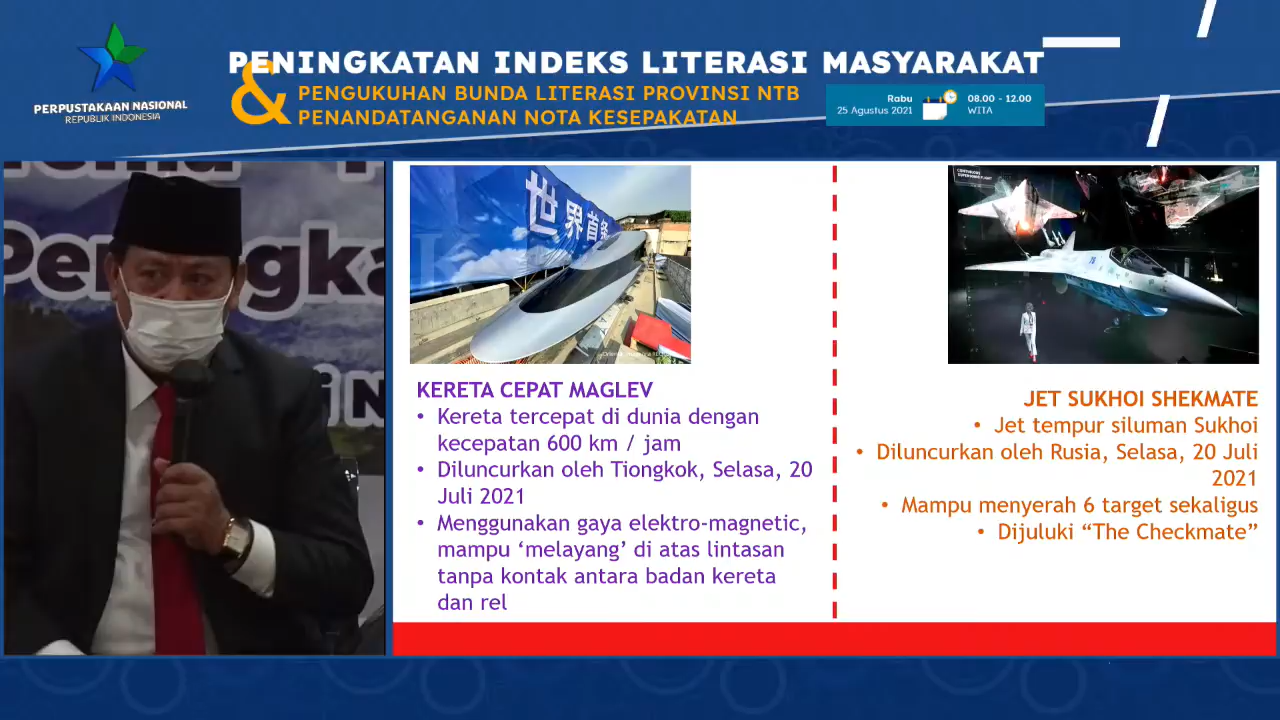 PERPUSTAKAAN NASIONAL
REPUBLIK INDONESIA
PENINGKATAN INDEKS LITERASI MASYARAKAT
& PENGUKUHAN BUNDA LITERASI PROVINSI NTB
PENANDATANGANAN NOTA KESEPAKATAN
Rabu
25 Agustus 2021
08.00 - 12.00
WITA
世界首条
KERETA CEPAT MAGLEV
• Kereta tercepat di dunia dengan
kecepatan 600 km / jam
• Diluncurkan oleh Tiongkok, Selasa, 20
Juli 2021
• Menggunakan gaya elektro-magnetic,
mampu ‘melayang’ di atas lintasan
tanpa kontak antara badan kereta
dan rel
JET SUKHOI SHEKMATE
• Jet tempur siluman Sukhoi
• Diluncurkan oleh Rusia, Selasa, 20 Juli
2021
• Mampu menyerah 6 target sekaligus
• Dijuluki “The Checkmate”